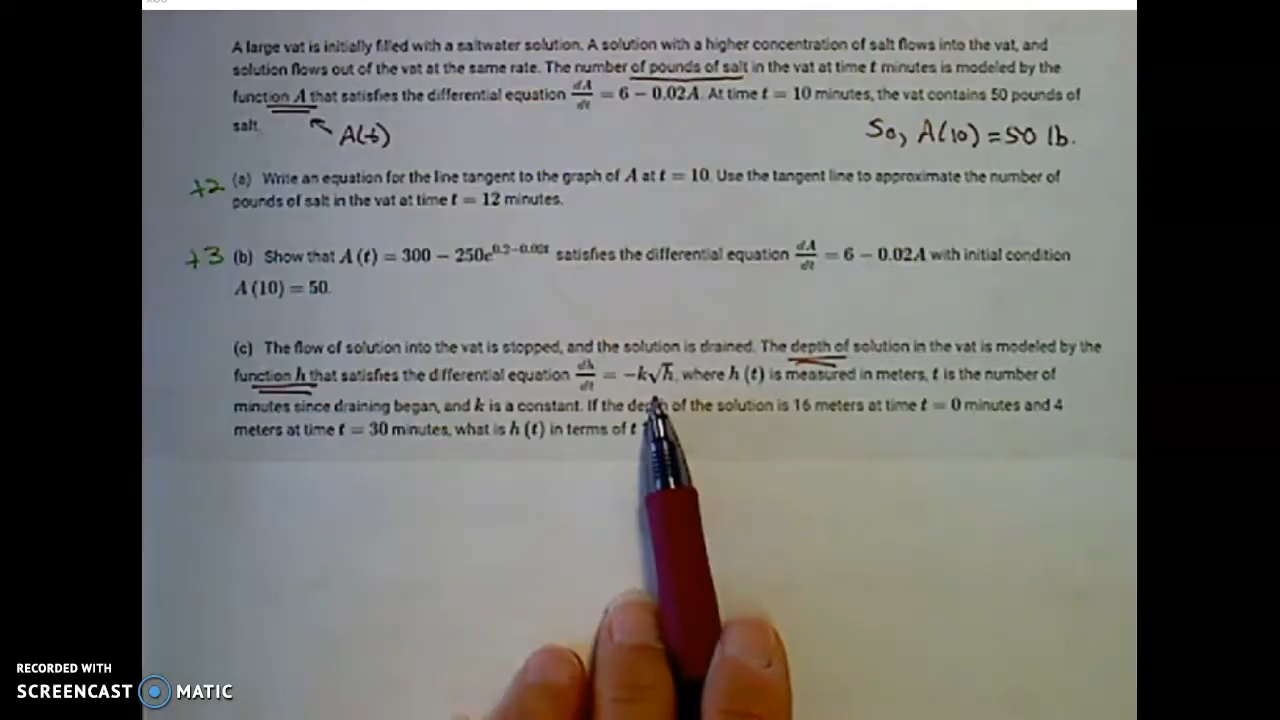 A large vat is initially filled with a saltwater solution. A solution with a higher concentration of salt flows into the vat, and
solution flows out of the vat at the same rate. The number of pounds of salt in the vat at time t minutes is modeled by the
function A that satisfies the differential equation dA/dt = 6 − 0.02A. At time t = 10 minutes, the vat contains 50 pounds of
salt.
A(t)
So, A(10) = 50 lb.
+2 (a) Write an equation for the line tangent to the graph of A at t = 10. Use the tangent line to approximate the number of
pounds of salt in the vat at time t = 12 minutes.
+3 (b) Show that A (t) = 300 − 250e^0.2−0.02t satisfies the differential equation dA/dt = 6 − 0.02A with initial condition
A (10) = 50.
(c) The flow of solution into the vat is stopped, and the solution is drained. The depth of solution in the vat is modeled by the
function h that satisfies the differential equation dh/dt = −k√h, where h (t) is measured in meters, t is the number of
minutes since draining began, and k is a constant. If the depth of the solution is 16 meters at time t = 0 minutes and 4
meters at time t = 30 minutes, what is h (t) in terms of t
RECORDED WITH
SCREENCAST MATIC